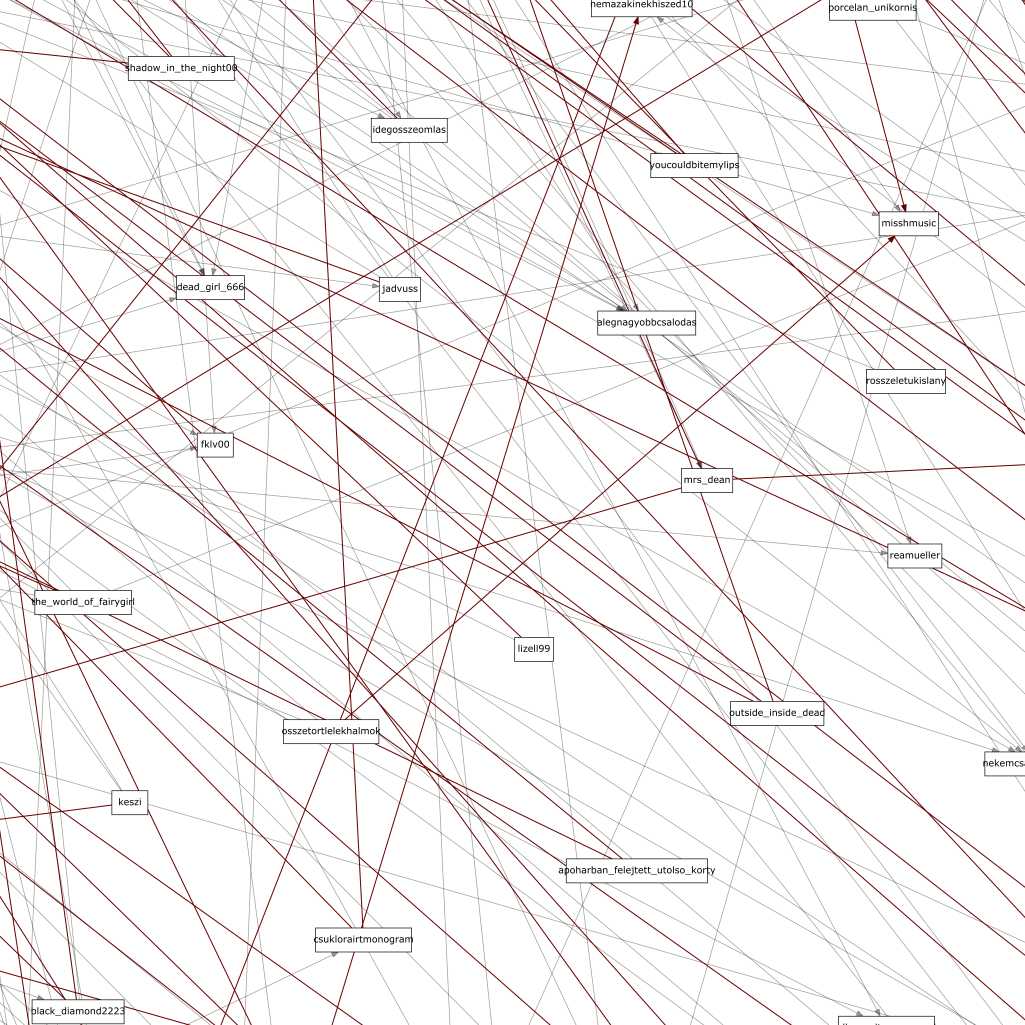 nemazakinekhiszed10
porcelan_unikornis
shadow_in_the_night00
idegosszeomlas
youcouldbitemylips
misshmusic
dead_girl_666
jadvuss
alegnagyobbcsalodas
rosszeletukislany
fklv00
mrs_dean
reamueller
the_world_of_fairygirl
lizell99
outside_inside_dead
osszetortlelekhalmok
keszi
apoharban_felejtett_utolso_korty
csuklorairtmonogram
black_diamond2223